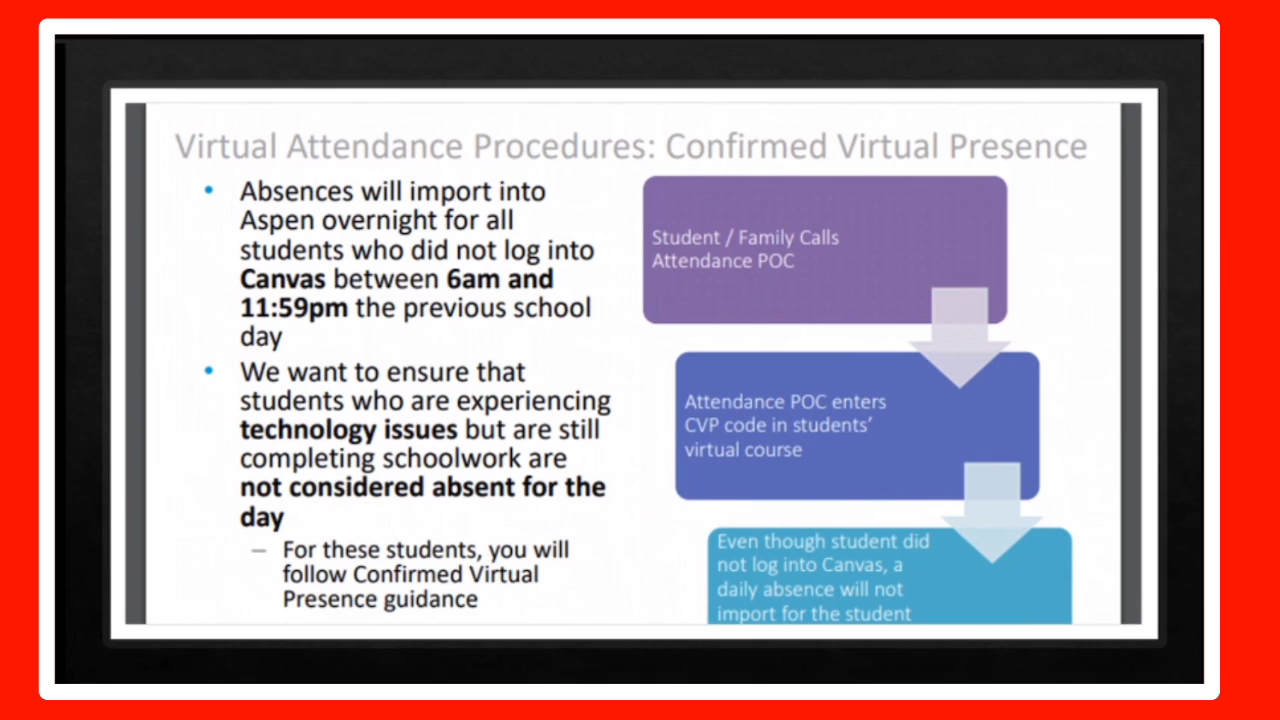 Virtual Attendance Procedures: Confirmed Virtual Presence
• Absences will import into
Aspen overnight for all
students who did not log into
Canvas between 6am and
11:59pm the previous school
day
• We want to ensure that
students who are experiencing
technology issues but are still
completing schoolwork are
not considered absent for the
day
– For these students, you will
follow Confirmed Virtual
Presence guidance
Student / Family Calls
Attendance POC
Attendance POC enters
CVP code in students’
virtual course
Even though student did
not log into Canvas, a
daily absence will not
import for the student